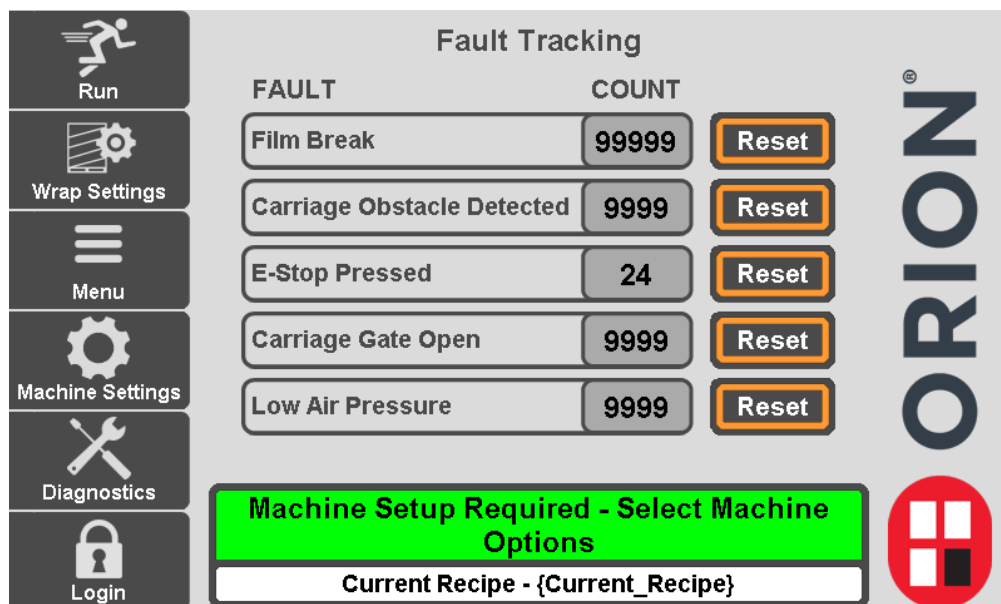 Run
Wrap Settings
Menu
Machine Settings
Diagnostics
Login
Fault Tracking
FAULT COUNT
Film Break 99999 Reset
Carriage Obstacle Detected 9999 Reset
E-Stop Pressed 24 Reset
Carriage Gate Open 9999 Reset
Low Air Pressure 9999 Reset
Machine Setup Required - Select Machine
Options
Current Recipe - {Current_Recipe}
ORION®